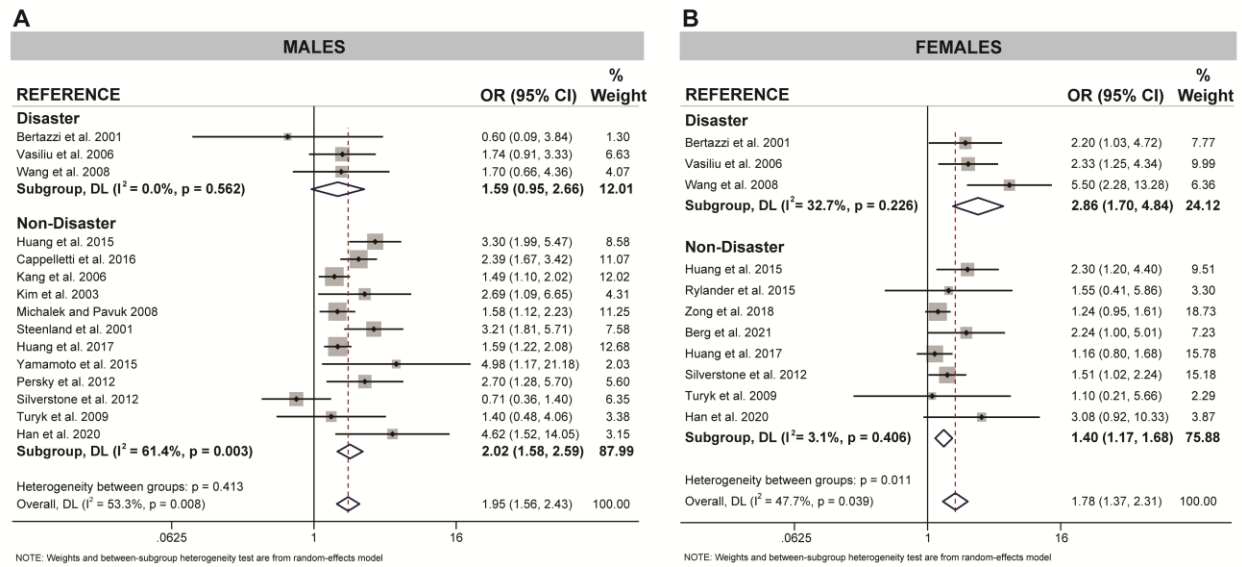 A
MALES
REFERENCE OR (95% CI) % Weight
Disaster
Bertazzi et al. 2001 0.60 (0.09, 3.84) 1.30
Vasiliu et al. 2006 1.74 (0.91, 3.33) 6.63
Wang et al. 2008 1.70 (0.66, 4.36) 4.07
Subgroup, DL (I² = 0.0%, p = 0.562) 1.59 (0.95, 2.66) 12.01
Non-Disaster
Huang et al. 2015 3.30 (1.99, 5.47) 8.58
Cappelletti et al. 2016 2.39 (1.67, 3.42) 11.07
Kang et al. 2006 1.49 (1.10, 2.02) 12.02
Kim et al. 2003 2.69 (1.09, 6.65) 4.31
Michalek and Pavuk 2008 1.58 (1.12, 2.23) 11.25
Steenland et al. 2001 3.21 (1.81, 5.71) 7.58
Huang et al. 2017 1.59 (1.22, 2.08) 12.68
Yamamoto et al. 2015 4.98 (1.17, 21.18) 2.03
Persky et al. 2012 2.70 (1.28, 5.70) 5.60
Silverstone et al. 2012 0.71 (0.36, 1.40) 6.35
Turyk et al. 2009 1.40 (0.48, 4.06) 3.38
Han et al. 2020 4.62 (1.52, 14.05) 3.15
Subgroup, DL (I² = 61.4%, p = 0.003) 2.02 (1.58, 2.59) 87.99
Heterogeneity between groups: p = 0.413
Overall, DL (I² = 53.3%, p = 0.008) 1.95 (1.56, 2.43) 100.00
.0625 1 16
NOTE: Weights and between-subgroup heterogeneity test are from random-effects model
B
FEMALES
REFERENCE OR (95% CI) % Weight
Disaster
Bertazzi et al. 2001 2.20 (1.03, 4.72) 7.77
Vasiliu et al. 2006 2.33 (1.25, 4.34) 9.99
Wang et al. 2008 5.50 (2.28, 13.28) 6.36
Subgroup, DL (I² = 32.7%, p = 0.226) 2.86 (1.70, 4.84) 24.12
Non-Disaster
Huang et al. 2015 2.30 (1.20, 4.40) 9.51
Rylander et al. 2015 1.55 (0.41, 5.86) 3.30
Zong et al. 2018 1.24 (0.95, 1.61) 18.73
Berg et al. 2021 2.24 (1.00, 5.01) 7.23
Huang et al. 2017 1.16 (0.80, 1.68) 15.78
Silverstone et al. 2012 1.51 (1.02, 2.24) 15.18
Turyk et al. 2009 1.10 (0.21, 5.66) 2.29
Han et al. 2020 3.08 (0.92, 10.33) 3.87
Subgroup, DL (I² = 3.1%, p = 0.406) 1.40 (1.17, 1.68) 75.88
Heterogeneity between groups: p = 0.011
Overall, DL (I² = 47.7%, p = 0.039) 1.78 (1.37, 2.31) 100.00
.0625 1 16
NOTE: Weights and between-subgroup heterogeneity test are from random-effects model